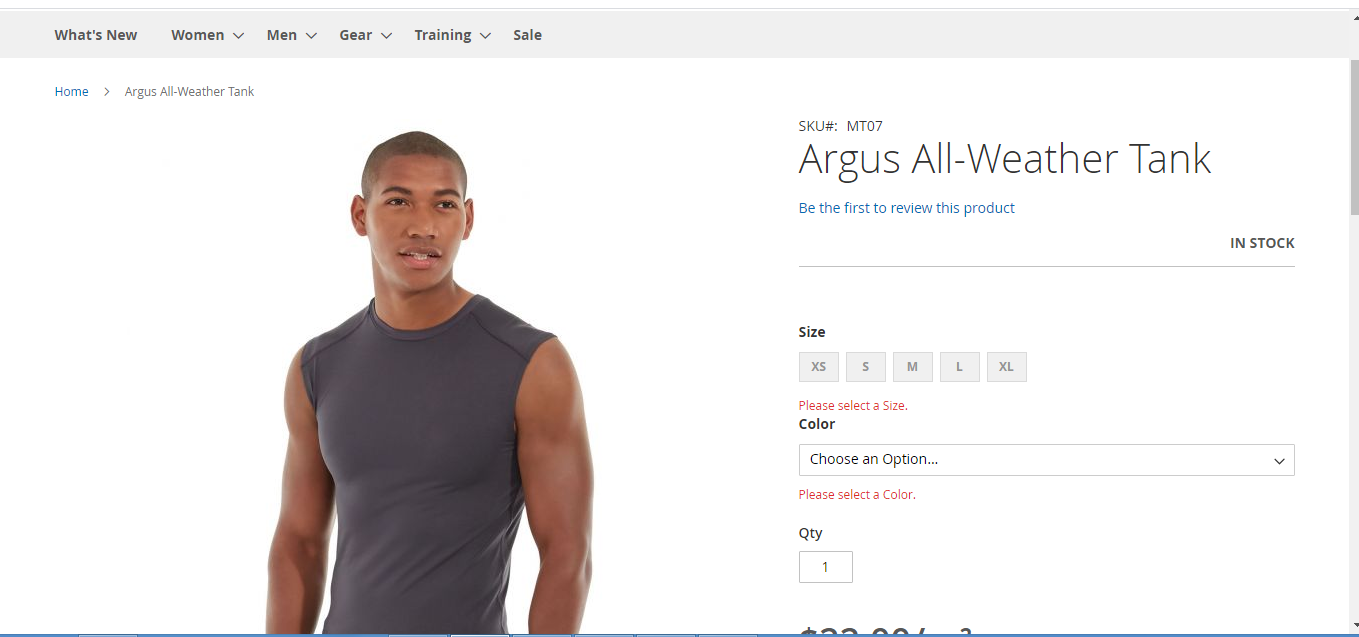 What's New Women Men Gear Training Sale
Home > Argus All-Weather Tank
SKU#: MT07
Argus All-Weather Tank
Be the first to review this product
IN STOCK
Size
XS S M L XL
Please select a Size.
Color
Choose an Option...
Please select a Color.
Qty
1